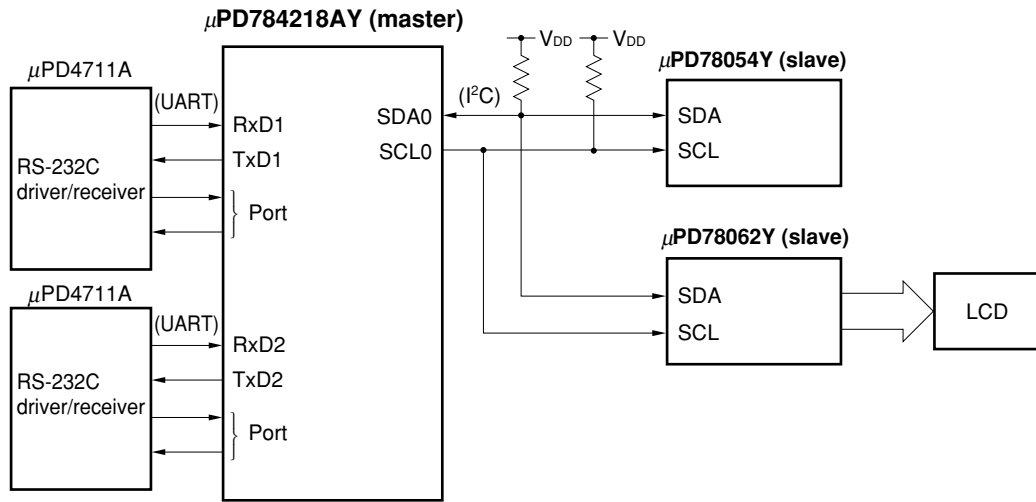 μPD784218AY (master)
μPD4711A
RS-232C
driver/receiver
(UART)
RxD1
TxD1
Port
μPD4711A
RS-232C
driver/receiver
(UART)
RxD2
TxD2
Port
SDA0
SCL0
(I²C)
VDD
VDD
μPD78054Y (slave)
SDA
SCL
μPD78062Y (slave)
SDA
SCL
LCD